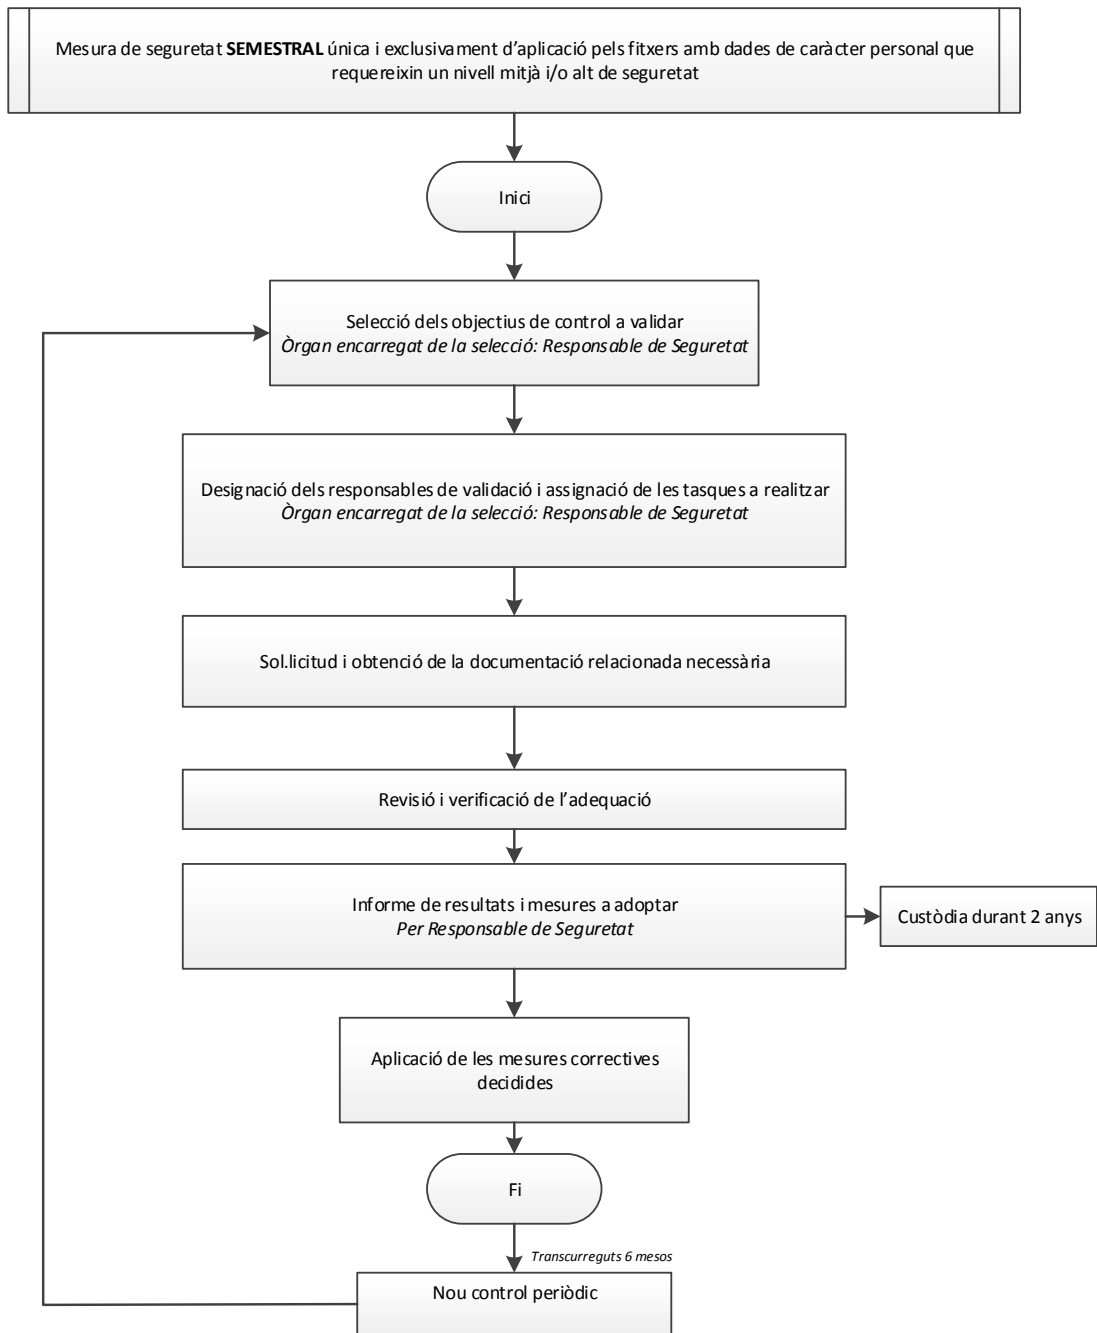 Mesura de seguretat SEMESTRAL única i exclusivament d’aplicació pels fitxers amb dades de caràcter personal que
requereixin un nivell mitjà i/o alt de seguretat
Inici
Selecció dels objectius de control a validar
Òrgan encarregat de la selecció: Responsable de Seguretat
Designació dels responsables de validació i assignació de les tasques a realitzar
Òrgan encarregat de la selecció: Responsable de Seguretat
Sol.licitud i obtenció de la documentació relacionada necessària
Revisió i verificació de l’adequació
Informe de resultats i mesures a adoptar
Per Responsable de Seguretat
Custòdia durant 2 anys
Aplicació de les mesures correctives
decidides
Fi
Transcurreguts 6 mesos
Nou control periòdic